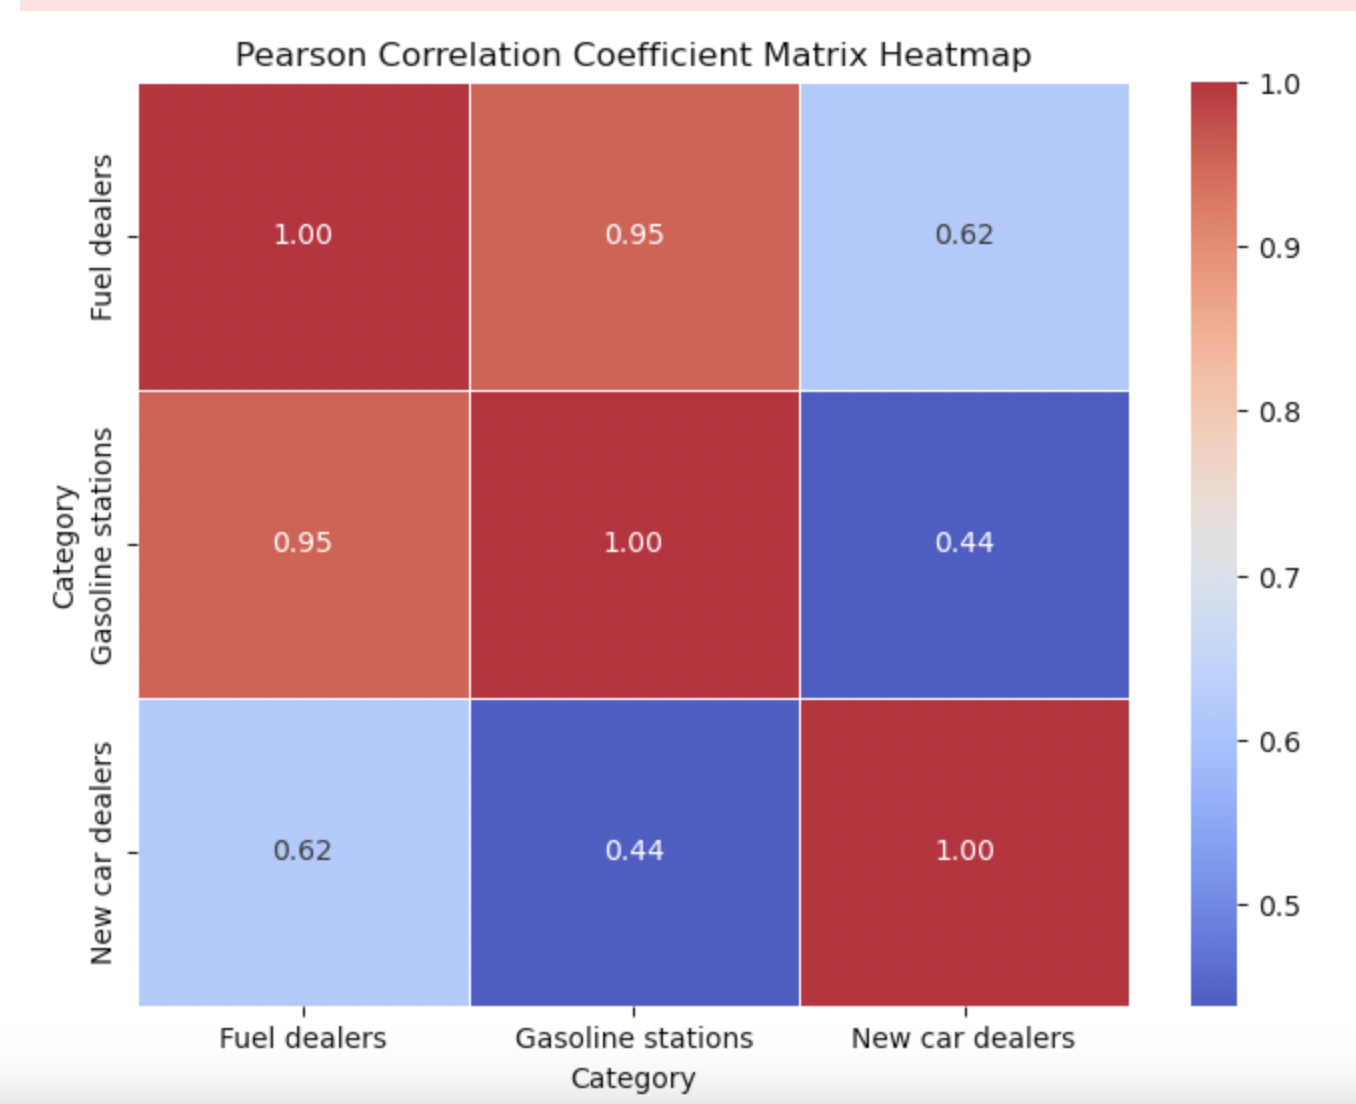 Pearson Correlation Coefficient Matrix Heatmap
1.0
0.9
0.8
0.7
0.6
0.5
Category
Fuel dealers
1.00 0.95 0.62
Gasoline stations
0.95 1.00 0.44
New car dealers
0.62 0.44 1.00
Fuel dealers Gasoline stations New car dealers
Category